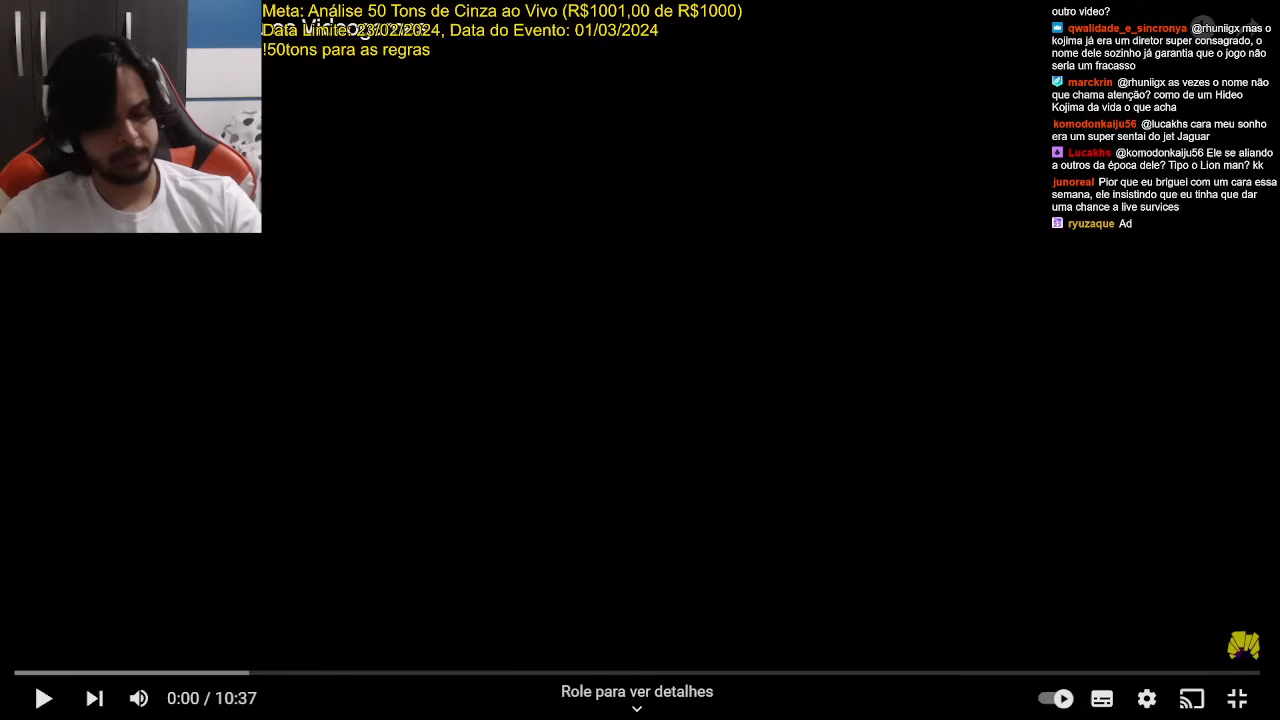 Meta: Análise 50 Tons de Cinza ao Vivo (R$1001,00 de R$1000)
Data Limite: 23/02/2024, Data do Evento: 01/03/2024
!50tons para as regras
outro video?
qwalidade_e_sincronya @rhuniigx mas o
kojima já era um diretor super consagrado, o
nome dele sozinho já garantia que o jogo não
seria um fracasso
marckrin @rhuniigx as vezes o nome não
que chama atenção? como de um Hideo
Kojima da vida o que acha
komodonkaiju56 @lucakhs cara meu sonho
era um super sentai do jet Jaguar
Lucakhs @komodonkaiju56 Ele se aliando
a outros da época dele? Tipo o Lion man? kk
junoreal Pior que eu briguei com um cara essa
semana, ele insistindo que eu tinha que dar
uma chance a live survices
ryuzaque Ad
0:00 / 10:37
Role para ver detalhes